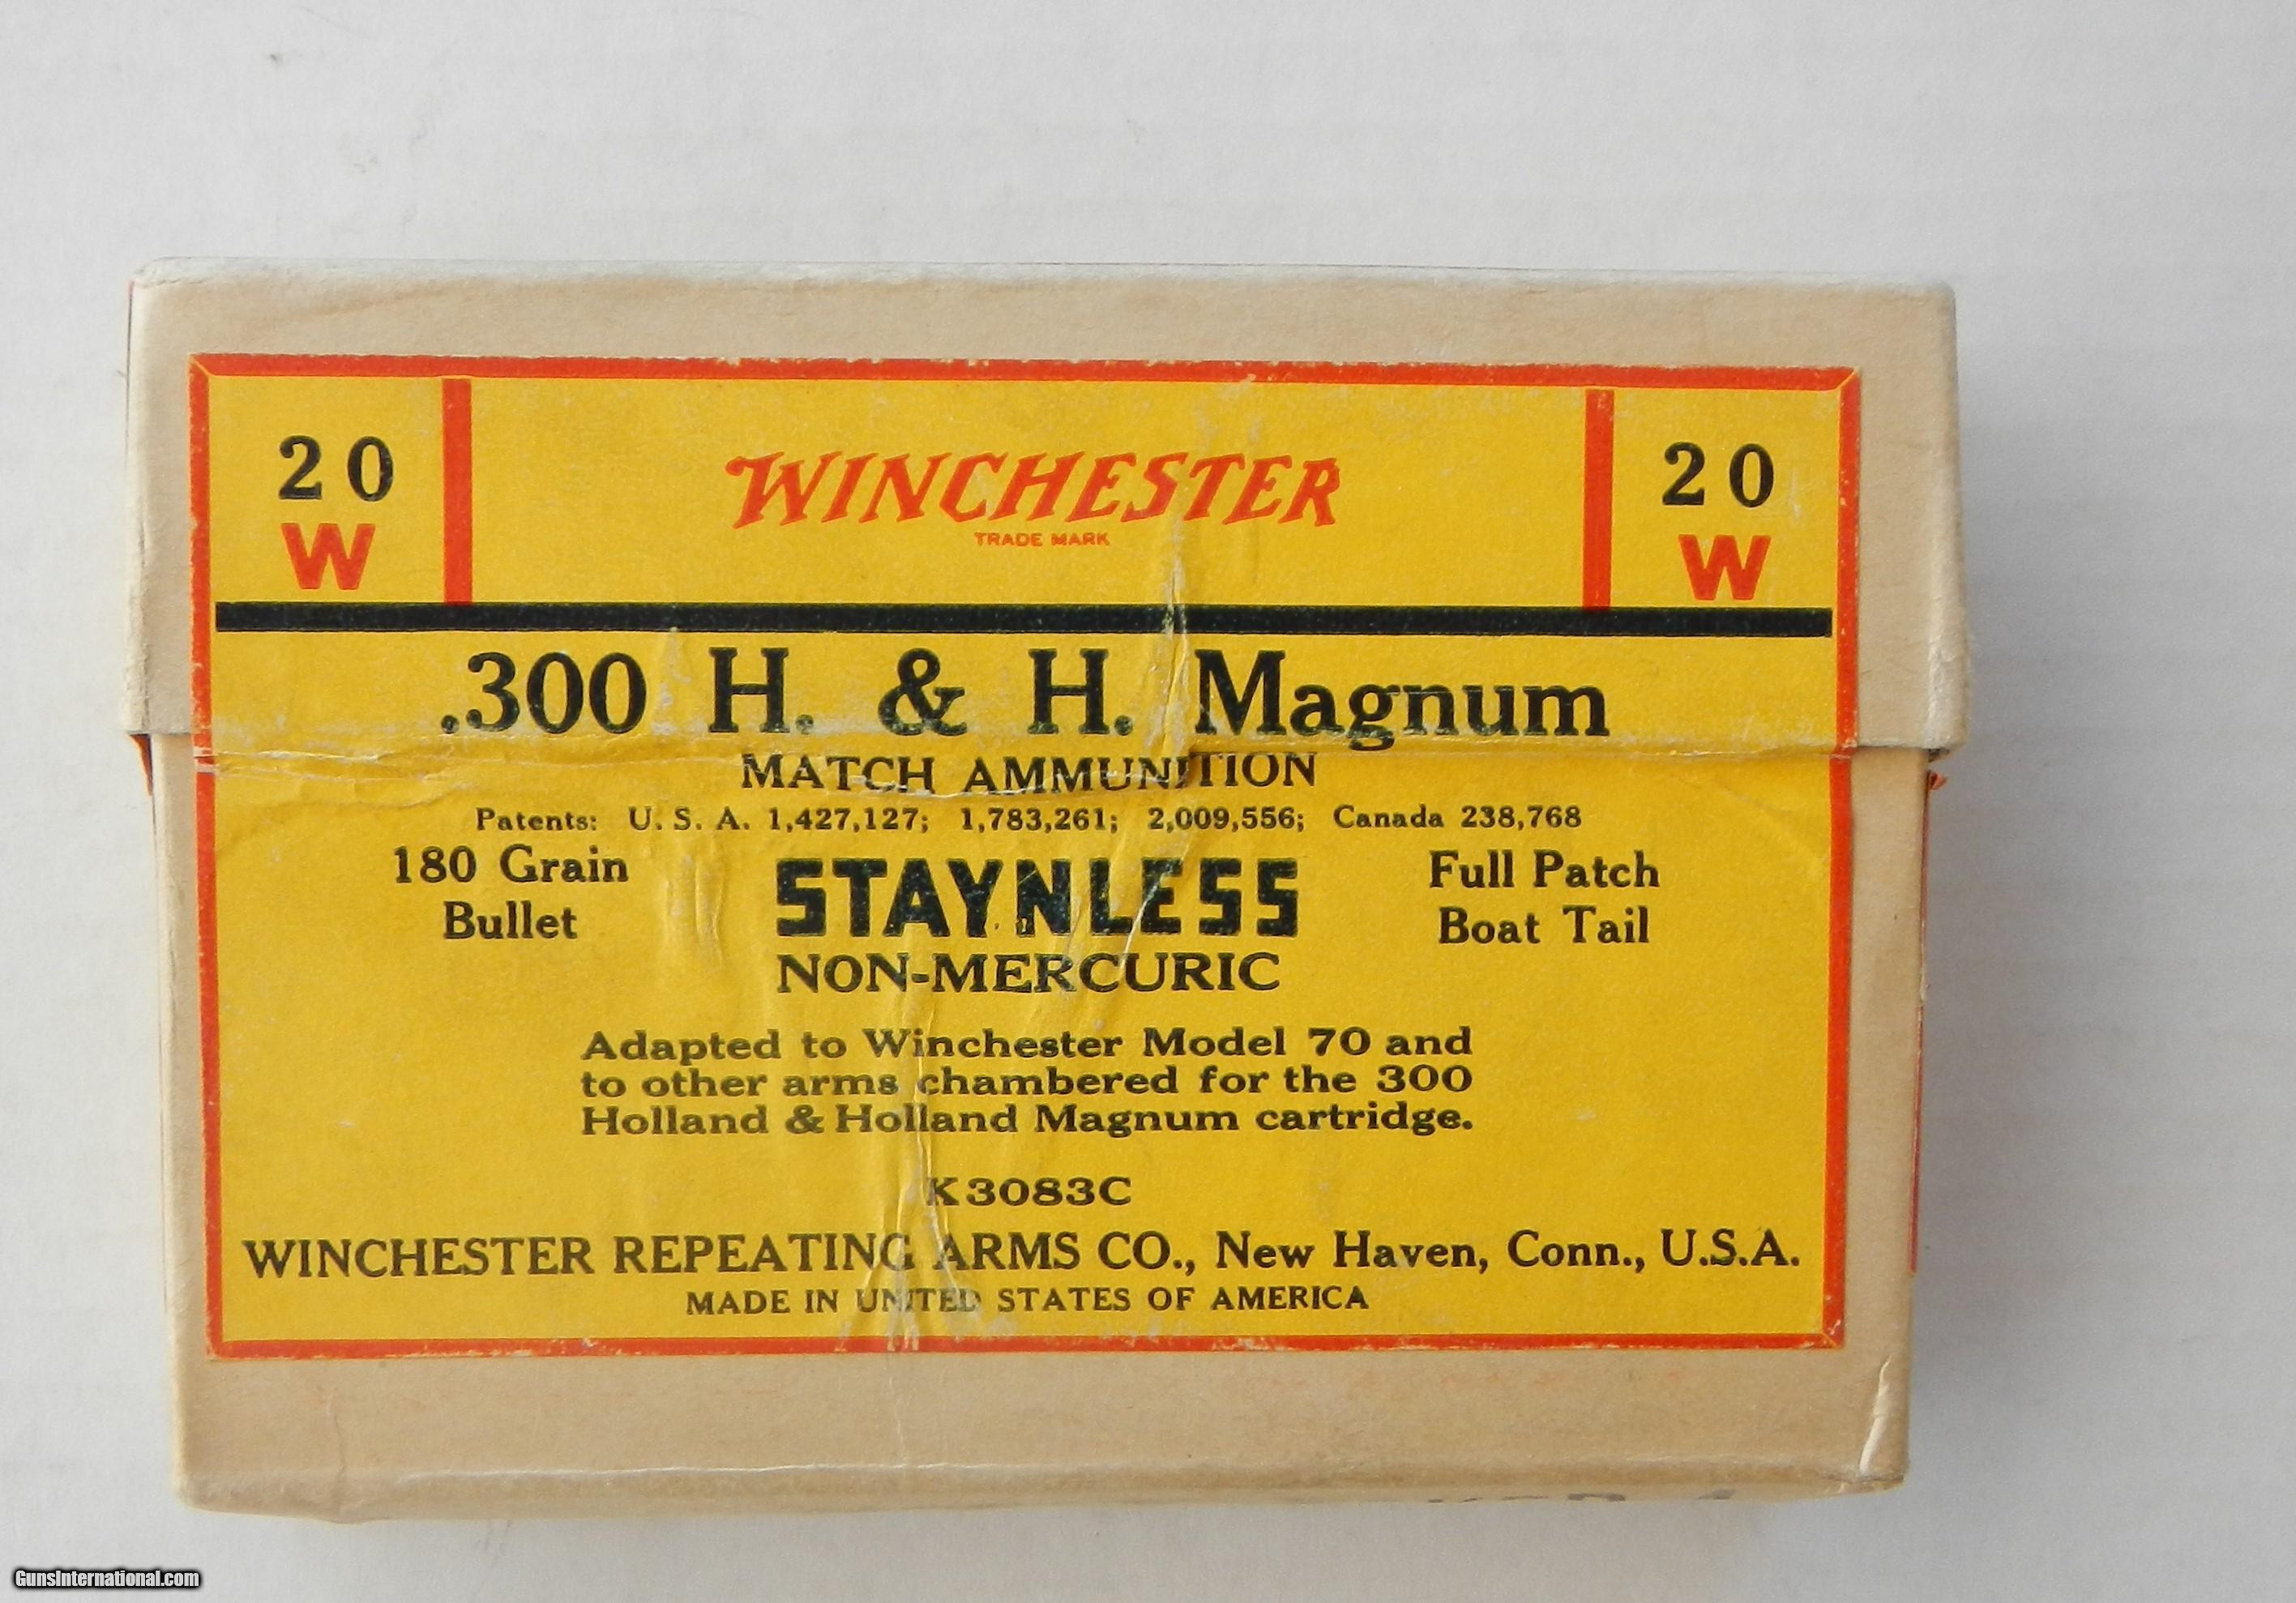 20 WINCHESTER 20
W TRADE MARK W
.300 H. & H. Magnum
MATCH AMMUNITION
Patents: U. S. A. 1,427,127; 1,783,261; 2,009,556; Canada 238,768
180 Grain
Bullet
STAYNLESS
NON-MERCURIC
Full Patch
Boat Tail
Adapted to Winchester Model 70 and
to other arms chambered for the 300
Holland & Holland Magnum cartridge.
K3083C
WINCHESTER REPEATING ARMS CO., New Haven, Conn., U.S.A.
MADE IN UNITED STATES OF AMERICA
GunsInternational.com